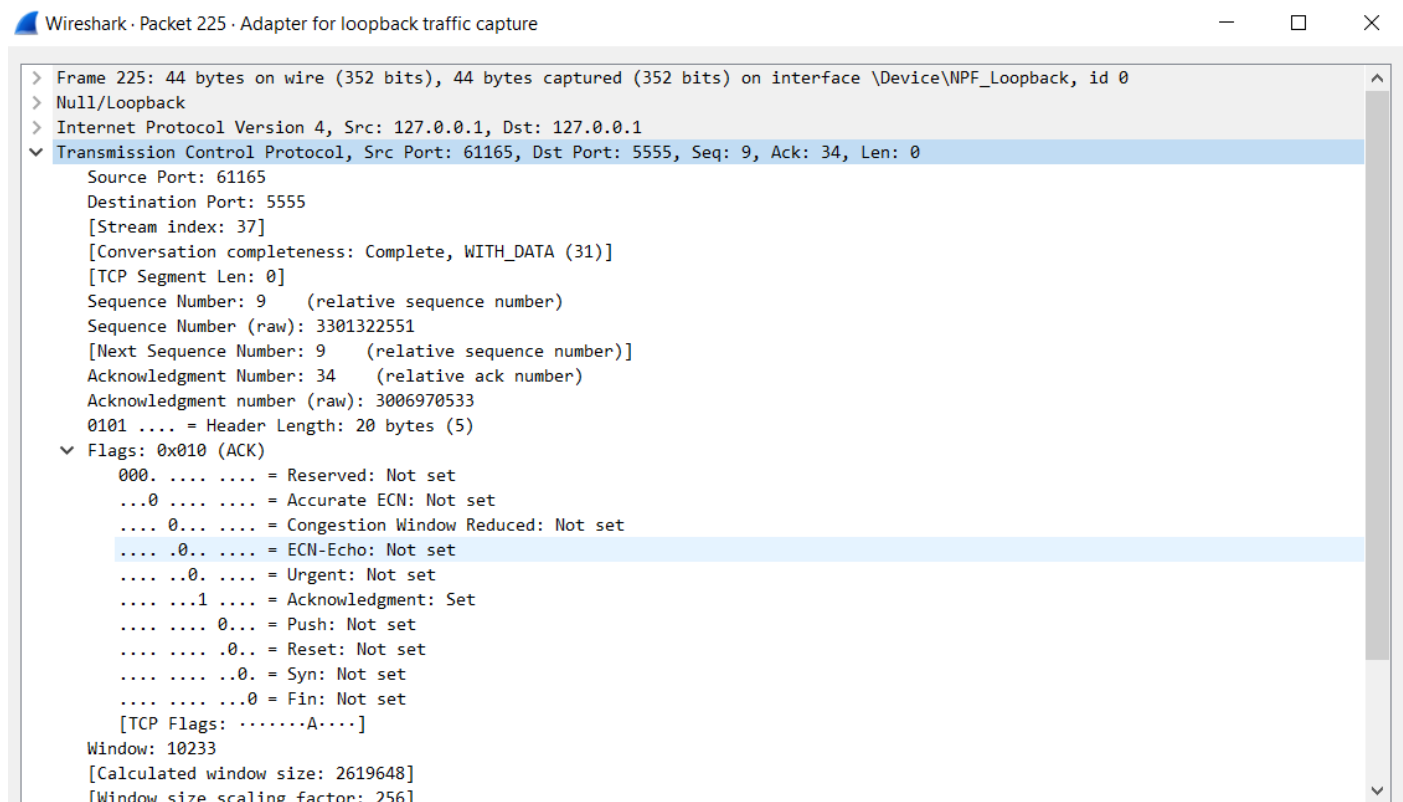 Wireshark · Packet 225 · Adapter for loopback traffic capture
Frame 225: 44 bytes on wire (352 bits), 44 bytes captured (352 bits) on interface \Device\NPF_Loopback, id 0
Null/Loopback
Internet Protocol Version 4, Src: 127.0.0.1, Dst: 127.0.0.1
Transmission Control Protocol, Src Port: 61165, Dst Port: 5555, Seq: 9, Ack: 34, Len: 0
Source Port: 61165
Destination Port: 5555
[Stream index: 37]
[Conversation completeness: Complete, WITH_DATA (31)]
[TCP Segment Len: 0]
Sequence Number: 9    (relative sequence number)
Sequence Number (raw): 3301322551
[Next Sequence Number: 9    (relative sequence number)]
Acknowledgment Number: 34    (relative ack number)
Acknowledgment number (raw): 3006970533
0101 .... = Header Length: 20 bytes (5)
Flags: 0x010 (ACK)
000. .... .... = Reserved: Not set
...0 .... .... = Accurate ECN: Not set
.... 0... .... = Congestion Window Reduced: Not set
.... .0.. .... = ECN-Echo: Not set
.... ..0. .... = Urgent: Not set
.... ...1 .... = Acknowledgment: Set
.... .... 0... = Push: Not set
.... .... .0.. = Reset: Not set
.... .... ..0. = Syn: Not set
.... .... ...0 = Fin: Not set
[TCP Flags: ·······A····]
Window: 10233
[Calculated window size: 2619648]
[Window size scaling factor: 256]